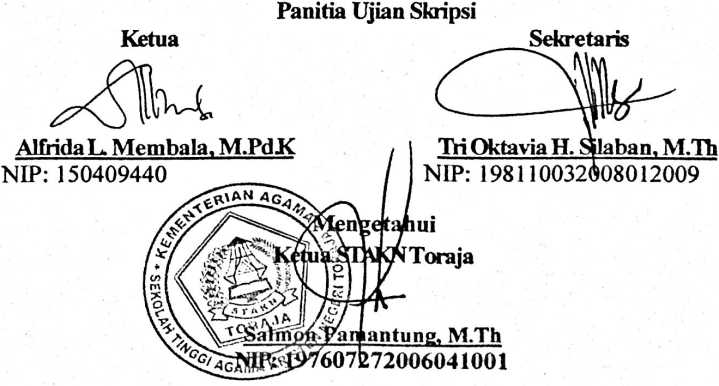 Panitia Ujian Skripsi
Ketua
Sekretaris
Alfrida L. Membala, M.Pd.K
Tri Oktavia H. Silaban, M.Th
NIP: 150409440
NIP: 198110032008012009
KEMENTERIAN AGAMA
Mengetahui
Ketua STAKN Toraja
STAKN
TORAJA
SEKOLAH TINGGI AGAMA KRISTEN NEGERI TORAJA
Salmon Pamantung, M.Th
NIP: 197607272006041001